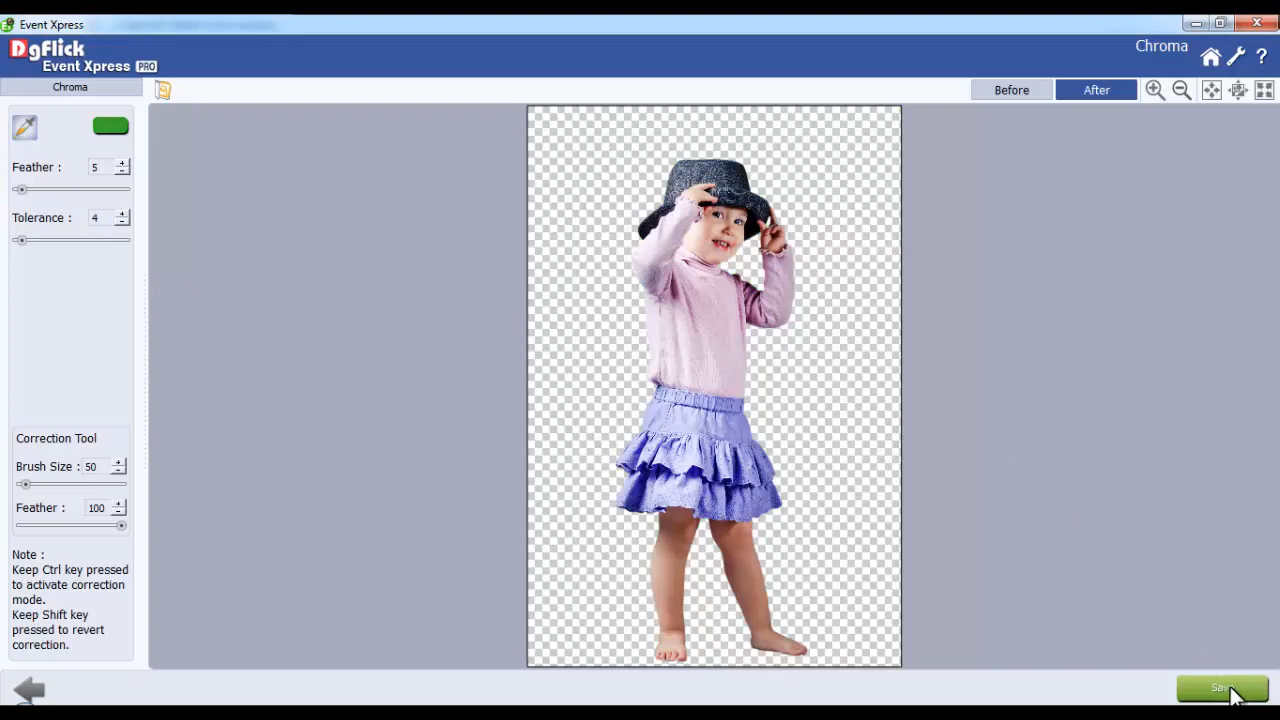 Event Xpress
DgFlick
Event Xpress PRO
Chroma
?
Chroma
Before
After
Feather : 5
Tolerance : 4
Correction Tool
Brush Size : 50
Feather : 100
Note :
Keep Ctrl key pressed
to activate correction
mode.
Keep Shift key
pressed to revert
correction.
Save